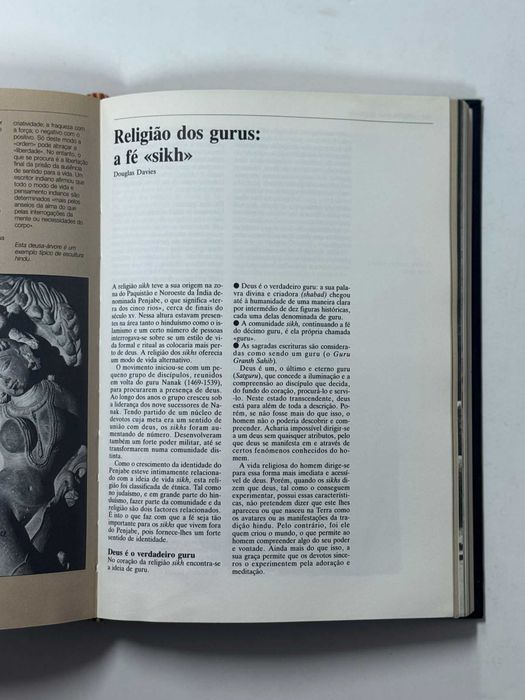 criatividade; a fraqueza com
a força; o negativo com o
positivo. Só deste modo a
«ordem» pode abraçar a
«liberdade». No entanto, o
que se procura é a libertação
final da prisão da ausência
de sentido para a vida. Um
escritor indiano afirmou que
todo o modo de vida e
pensamento indianos são
determinados «mais pelos
anseios da alma do que
pelas interrogações da
mente ou necessidades do
corpo».
Esta deusa-árvore é um
exemplo típico de escultura
hindu.
Religião dos gurus:
a fé «sikh»
Douglas Davies
A religião sikh teve a sua origem na zo-
na do Paquistão e Noroeste da Índia de-
nominada Penjabe, o que significa «ter-
ra dos cinco rios», cerca de finais do
século XV. Nessa altura estavam presen-
tes na área tanto o hinduísmo como o is-
lamismo e um certo número de pessoas
interrogava-se sobre se um estilo de vi-
da formal e ritual as colocaria mais per-
to de deus. A religião dos sikhs oferecia
um modo de vida alternativo.
O movimento iniciou-se com um pe-
queno grupo de discípulos, reunidos
em volta do guru Nanak (1469-1539),
para procurarem a presença de deus.
Ao longo dos anos o grupo cresceu sob
a liderança dos nove sucessores de Na-
nak. Tendo partido de um núcleo de
devotos cuja meta era um sentido de
união com deus, os sikhs foram au-
mentando de número. Desenvolveram
também um forte poder militar, até se
transformarem numa comunidade dis-
tinta.
Como o crescimento da identidade do
Penjabe esteve intimamente relaciona-
do com a ideia de vida sikh, esta reli-
gião foi classificada de étnica. Tal como
no judaísmo, e em grande parte do hin-
duísmo, fazer parte da comunidade e da
religião são dois factores relacionados.
É isto o que faz com que a fé seja tão
importante para os sikhs que vivem fora
do Penjabe, pois fornece-lhes um forte
sentido de identidade.
Deus é o verdadeiro guru
No coração da religião sikh encontra-se
a ideia de guru.
● Deus é o verdadeiro guru: a sua pala-
vra divina e criadora (shabad) chegou
até à humanidade de uma maneira clara
por intermédio de dez figuras históricas,
cada uma delas denominada de guru.
● A comunidade sikh, continuando a fé
do décimo guru, é ela própria chamada
«guru».
● As sagradas escrituras são considera-
das como sendo um guru (o Guru
Granth Sahib).
Deus é um, o último e eterno guru
(Satguru), que concede a iluminação e a
compreensão ao discípulo que decida,
do fundo do coração, procurá-lo e servi-
-lo. Neste estado transcendente, deus
está para além de toda a descrição. Po-
rém, se não fosse mais do que isso, o
homem não o poderia descobrir e com-
preender. Acharia impossível dirigir-se
a um deus sem quaisquer atributos, pelo
que deus se manifesta em e através de
certos fenómenos conhecidos do ho-
mem.
A vida religiosa do homem dirige-se
para essa forma mais imediata e acessí-
vel de deus. Porém, quando os sikhs di-
zem que deus, tal como o conseguem
experimentar, possui essas característi-
cas, não pretendem dizer que este lhes
apareceu ou que nasceu na Terra como
os avatares ou as manifestações da tra-
dição hindu. Pelo contrário, foi ele
quem criou o mundo, o que permite ao
homem compreender algo do seu poder
e vontade. Ainda mais do que isso, a
sua graça permite que os devotos since-
ros o experimentem pela adoração e
meditação.